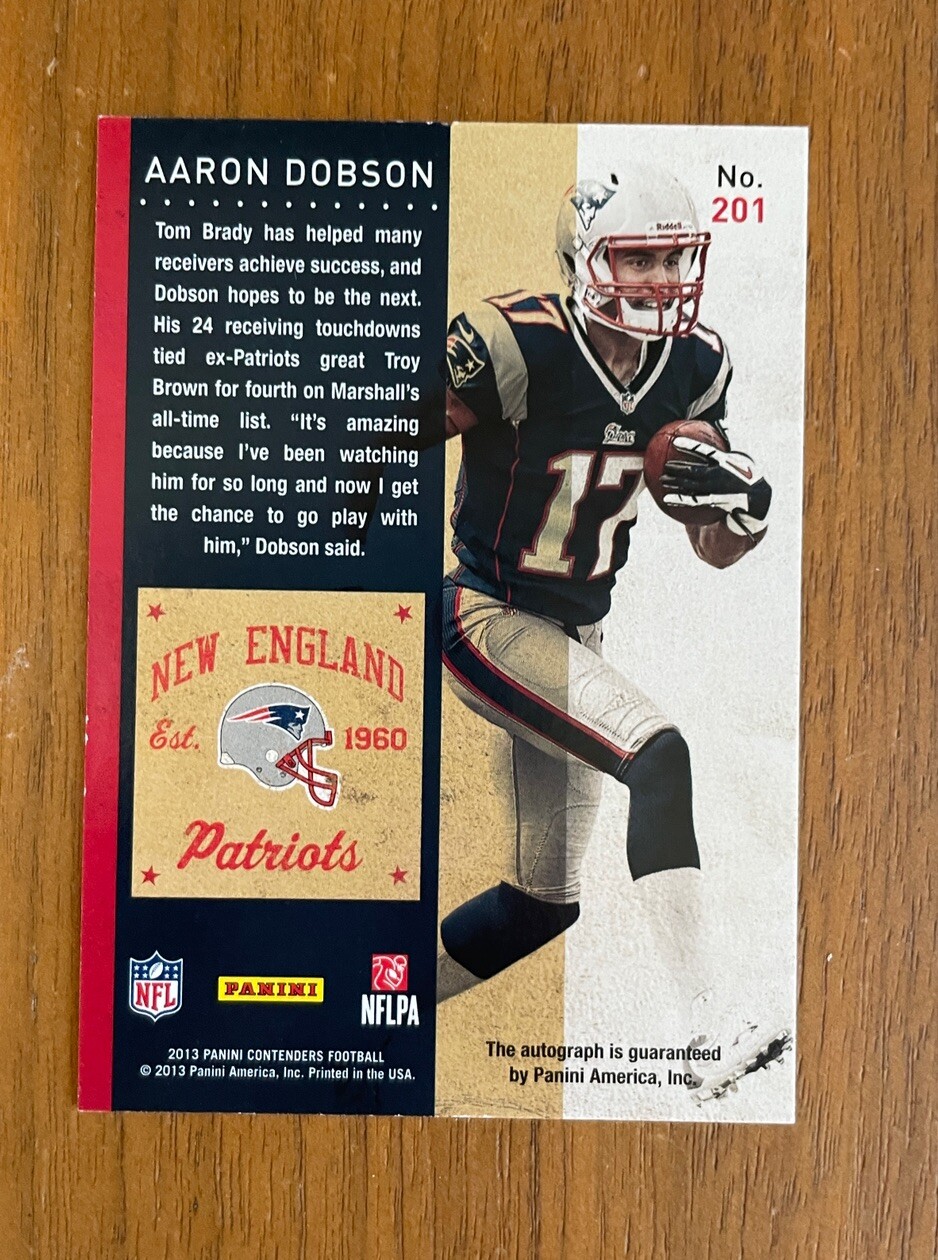 AARON DOBSON
No.
201
Tom Brady has helped many
receivers achieve success, and
Dobson hopes to be the next.
His 24 receiving touchdowns
tied ex-Patriots great Troy
Brown for fourth on Marshall's
all-time list. “It's amazing
because I've been watching
him for so long and now I get
the chance to go play with
him,” Dobson said.
Riddell
17
17
NEW ENGLAND
Est. 1960
Patriots
NFL
PANINI
NFLPA
2013 PANINI CONTENDERS FOOTBALL
© 2013 Panini America, Inc. Printed in the USA.
The autograph is guaranteed
by Panini America, Inc.